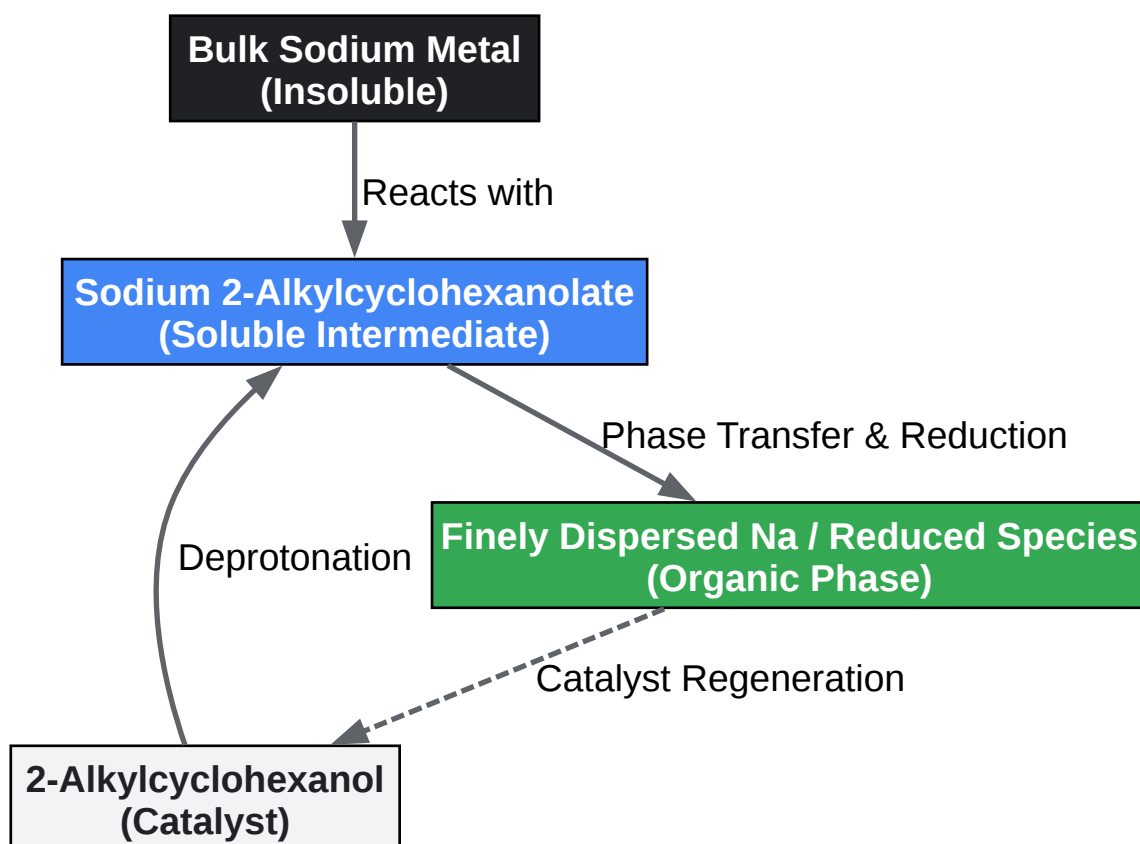 Bulk Sodium Metal
(Insoluble)
Reacts with
Sodium 2-Alkylcyclohexanolate
(Soluble Intermediate)
Phase Transfer & Reduction
Finely Dispersed Na / Reduced Species
(Organic Phase)
Deprotonation
Catalyst Regeneration
2-Alkylcyclohexanol
(Catalyst)